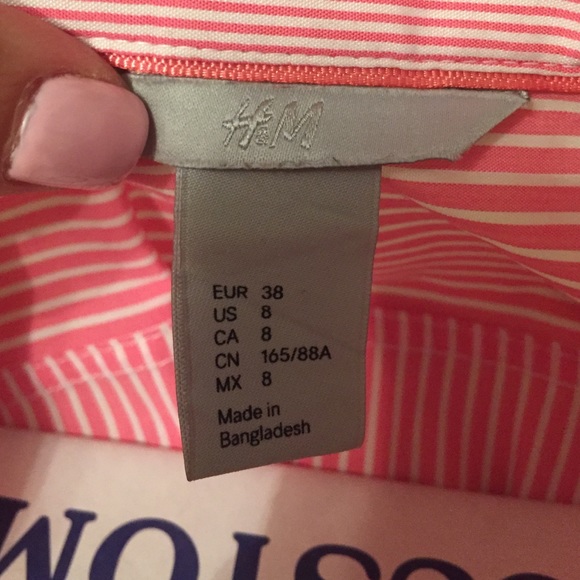 H&M
EUR 38
US 8
CA 8
CN 165/88A
MX 8
Made in
Bangladesh